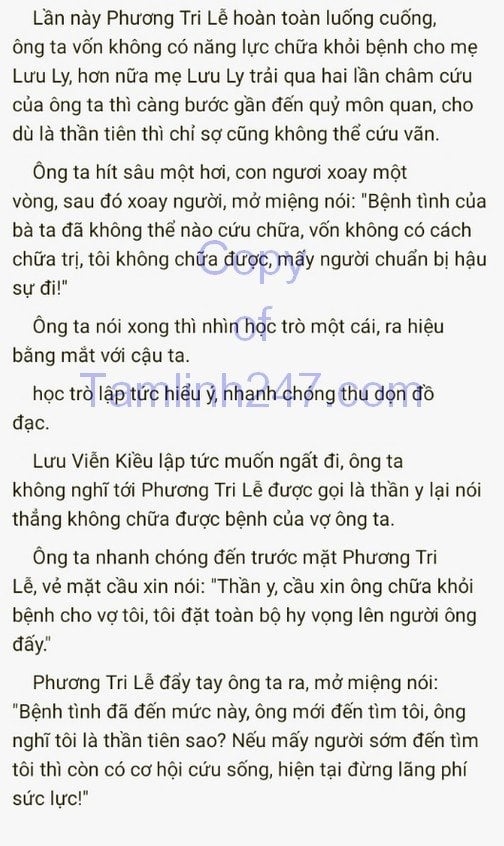 Lần này Phương Tri Lễ hoàn toàn luống cuống,
ông ta vốn không có năng lực chữa khỏi bệnh cho mẹ
Lưu Ly, hơn nữa mẹ Lưu Ly trải qua hai lần châm cứu
của ông ta thì càng bước gần đến quỷ môn quan, cho
dù là thần tiên thì chỉ sợ cũng không thể cứu vãn.
Ông ta hít sâu một hơi, con ngươi xoay một
vòng, sau đó xoay người, mở miệng nói: "Bệnh tình của
bà ta đã không thể nào cứu chữa, vốn không có cách
chữa trị, tôi không chữa được, mấy người chuẩn bị hậu
sự đi!"
Copy
Ông ta nói xong thì nhìn học trò một cái, ra hiệu
of
bằng mắt với cậu ta.
học trò lập tức hiểu ý, nhanh chóng thu dọn đồ
Tamlinh247.com
đạc.
Lưu Viễn Kiều lập tức muốn ngất đi, ông ta
không nghĩ tới Phương Tri Lễ được gọi là thần y lại nói
thẳng không chữa được bệnh của vợ ông ta.
Ông ta nhanh chóng đến trước mặt Phương Tri
Lễ, vẻ mặt cầu xin nói: "Thần y, cầu xin ông chữa khỏi
bệnh cho vợ tôi, tôi đặt toàn bộ hy vọng lên người ông
đấy."
Phương Tri Lễ đẩy tay ông ta ra, mở miệng nói:
"Bệnh tình đã đến mức này, ông mới đến tìm tôi, ông
nghĩ tôi là thần tiên sao? Nếu mấy người sớm đến tìm
tôi thì còn có cơ hội cứu sống, hiện tại đừng lãng phí
sức lực!"